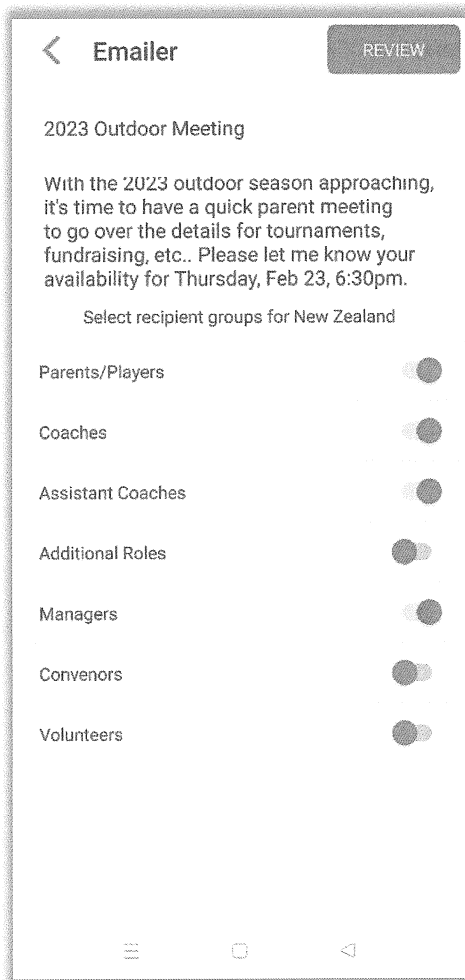 Emailer
REVIEW
2023 Outdoor Meeting
With the 2023 outdoor season approaching,
it's time to have a quick parent meeting
to go over the details for tournaments,
fundraising, etc.. Please let me know your
availability for Thursday, Feb 23, 6:30pm.
Select recipient groups for New Zealand
Parents/Players
Coaches
Assistant Coaches
Additional Roles
Managers
Convenors
Volunteers